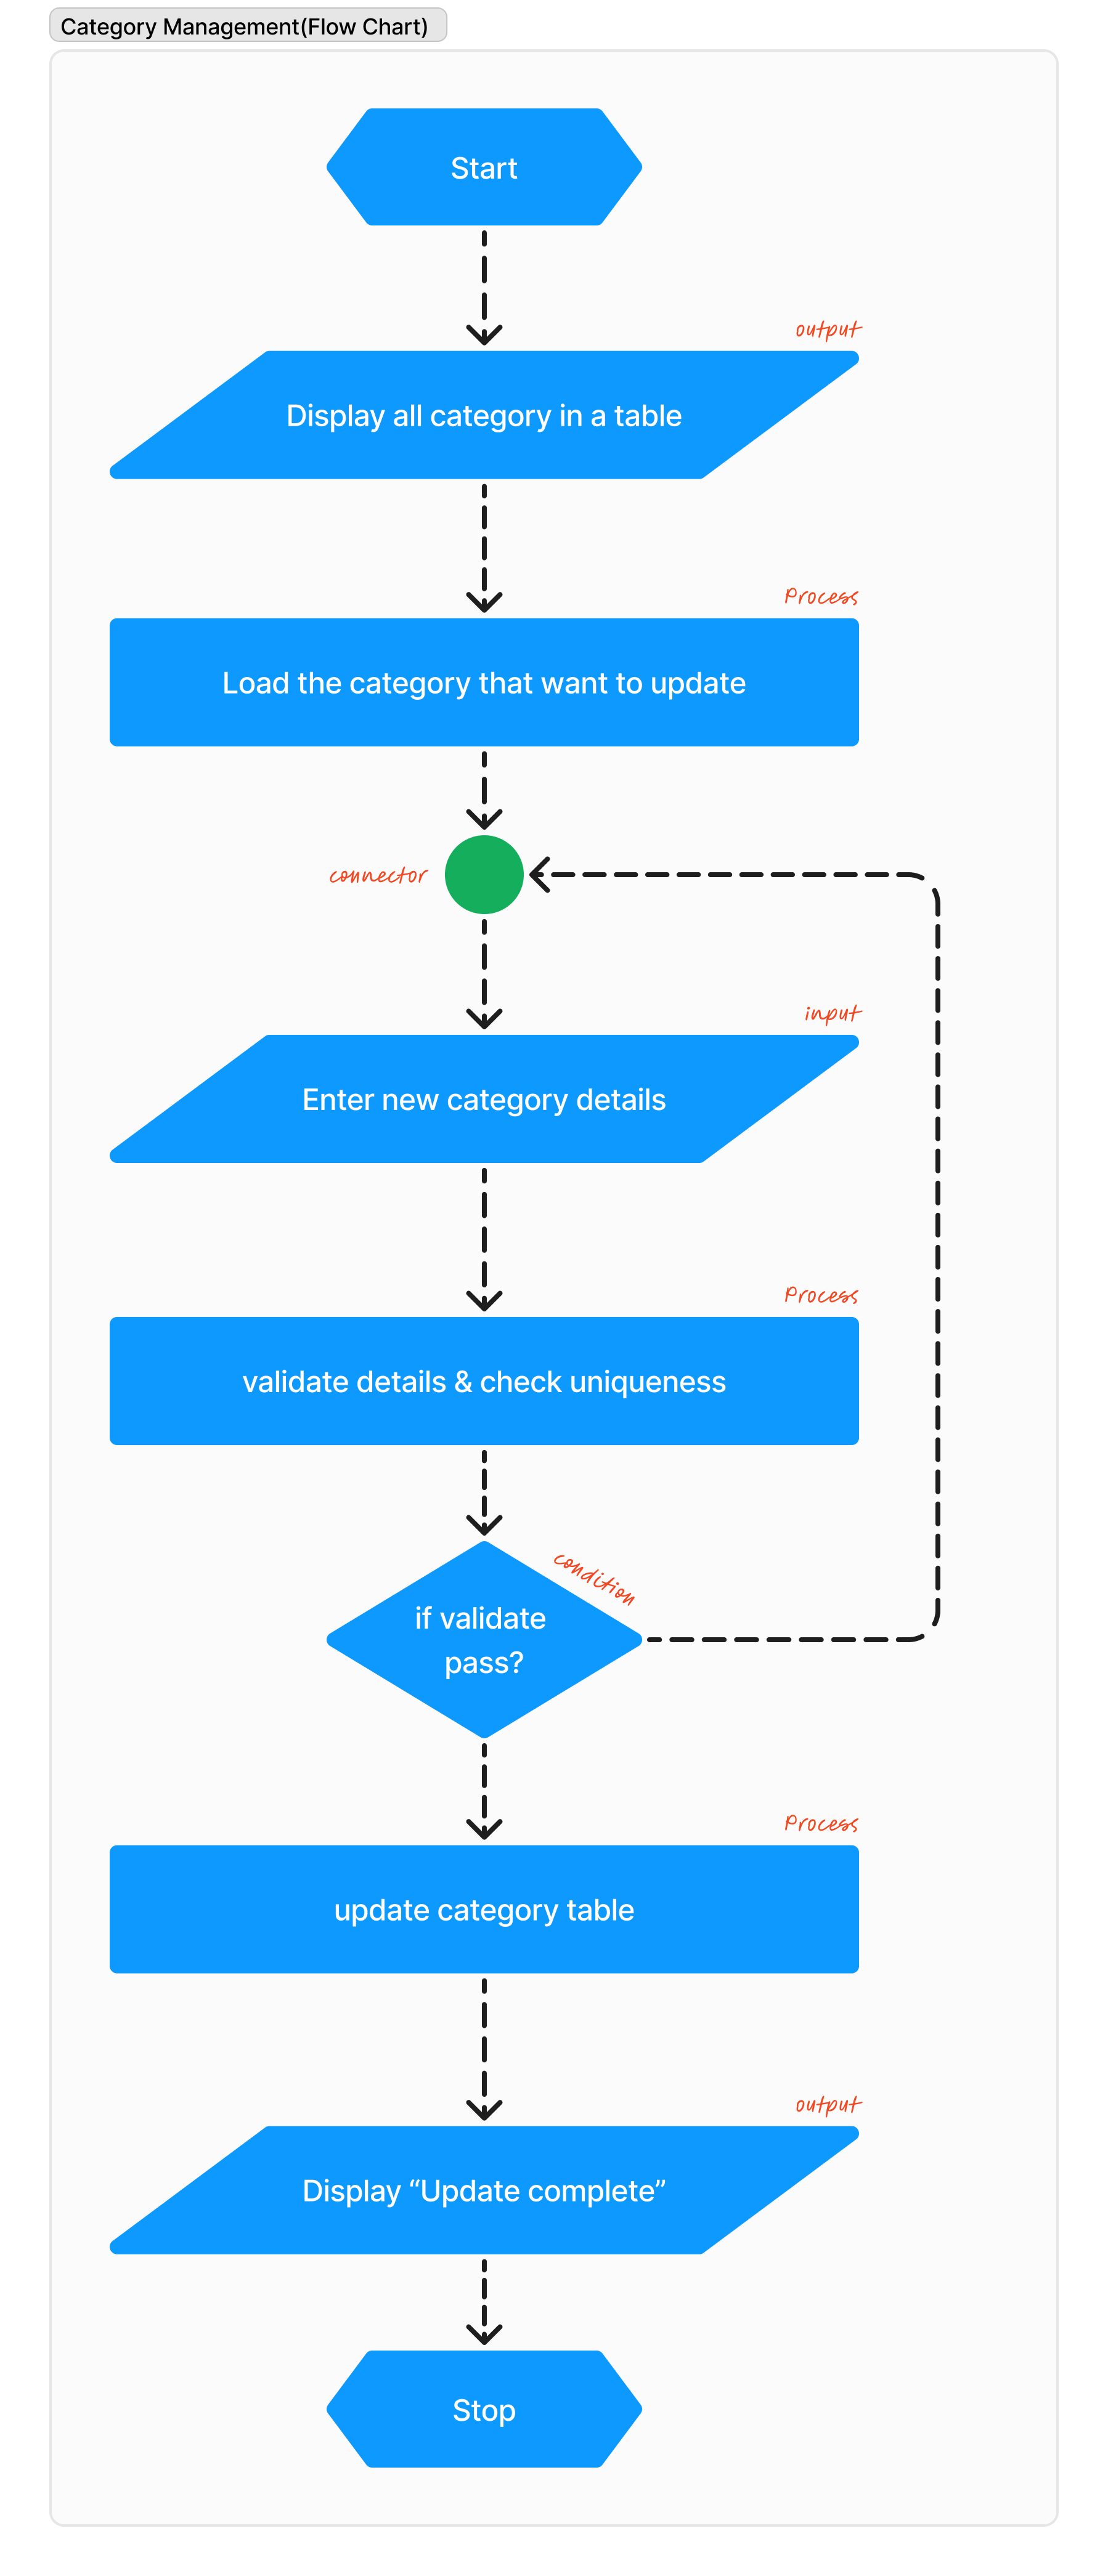 Category Management(Flow Chart)
Start
output
Display all category in a table
Process
Load the category that want to update
connector
input
Enter new category details
Process
validate details & check uniqueness
condition
if validate
pass?
Process
update category table
output
Display “Update complete”
Stop